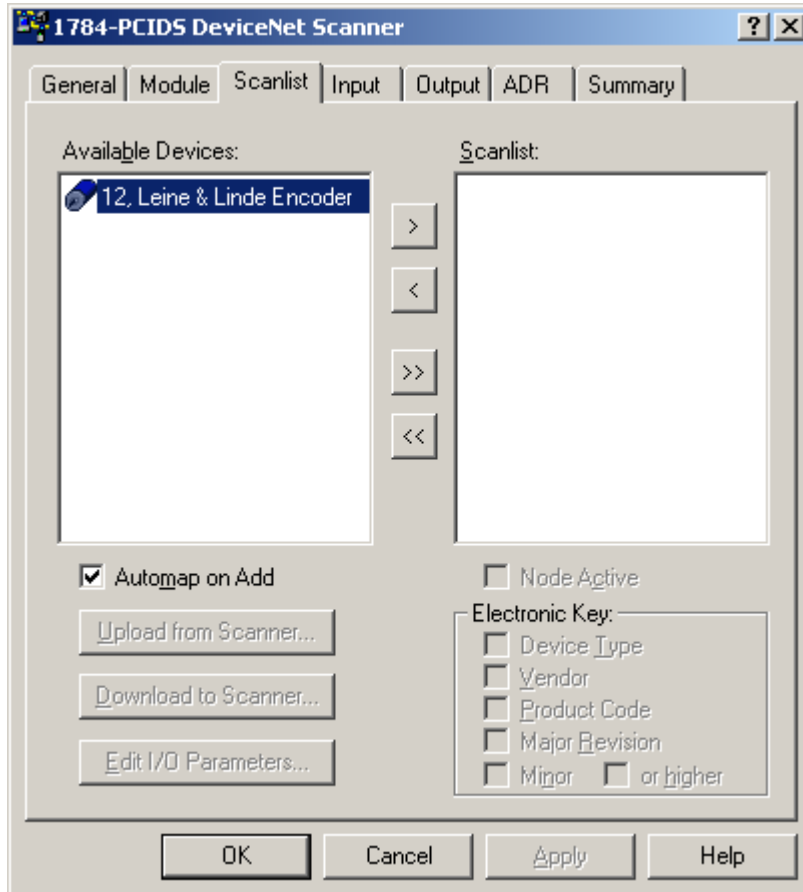 1784-PCIDS DeviceNet Scanner
General Module Scanlist Input Output ADR Summary
Available Devices: Scanlist:
12, Leine & Linde Encoder
>
<
>>
<<
Automap on Add Node Active
Upload from Scanner... Electronic Key:
Device Type
Vendor
Download to Scanner... Product Code
Major Revision
Edit I/O Parameters... Minor or higher
OK Cancel Apply Help